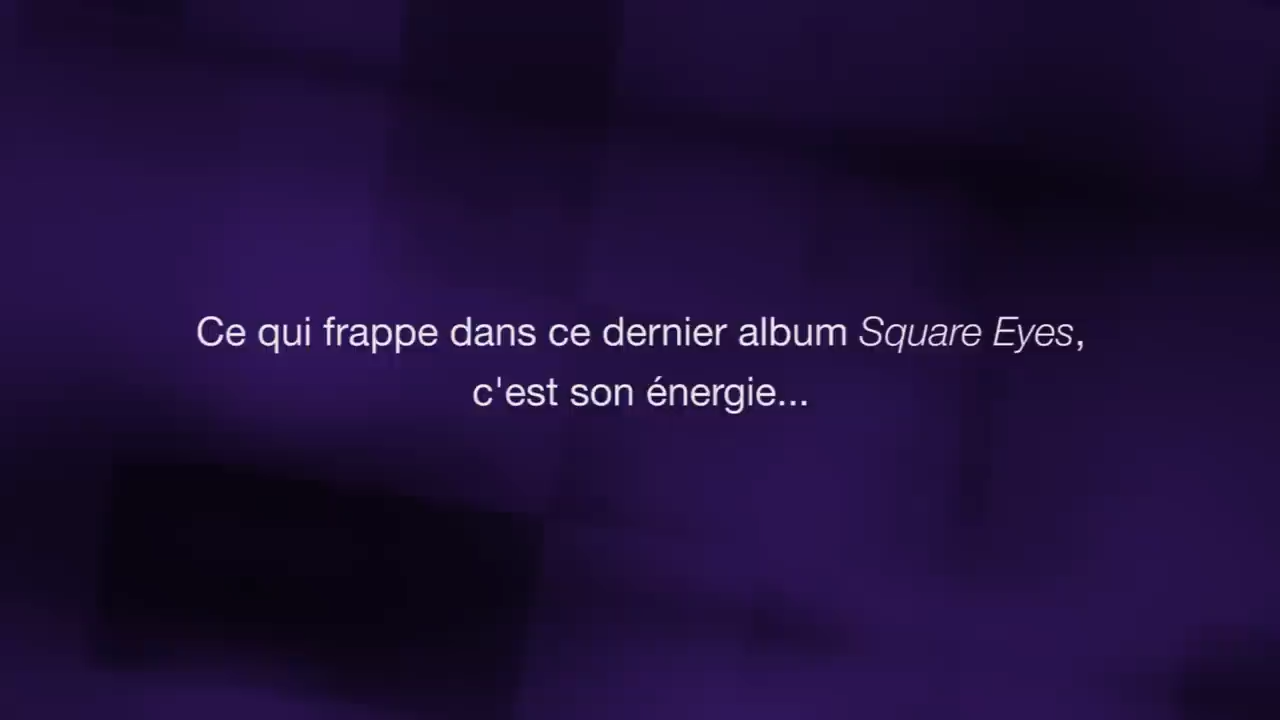 Ce qui frappe dans ce dernier album Square Eyes,
c'est son énergie...